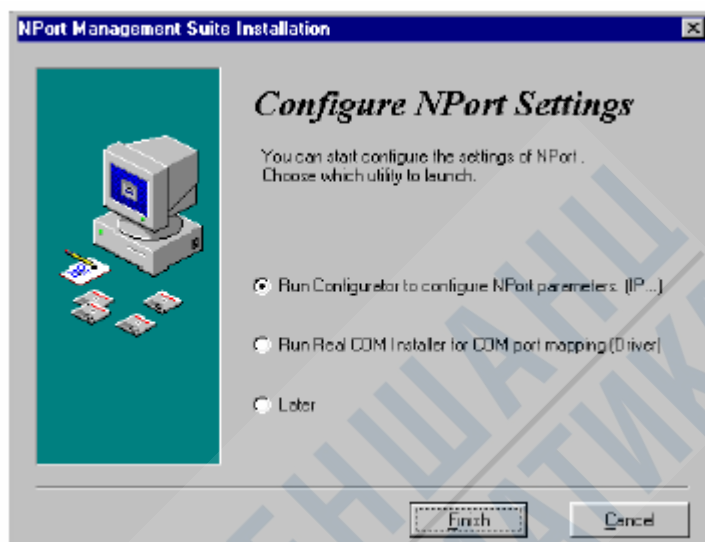 NPort Management Suite Installation
Configure NPort Settings
You can start configure the settings of NPort .
Choose which utility to launch.
Run Configurator to configure NPort parameters. (IP...)
Run Real COM Installer for COM port mapping (Driver)
Later
Finish
Cancel